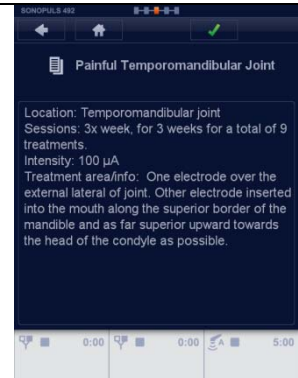 SONOPULS 492
Painful Temporomandibular Joint
Location: Temporomandibular joint
Sessions: 3x week, for 3 weeks for a total of 9
treatments.
Intensity: 100 µA
Treatment area/info:  One electrode over the
external lateral of joint. Other electrode inserted
into the mouth along the superior border of the
mandible and as far superior upward towards
the head of the condyle as possible.
0:00 0:00 A 5:00